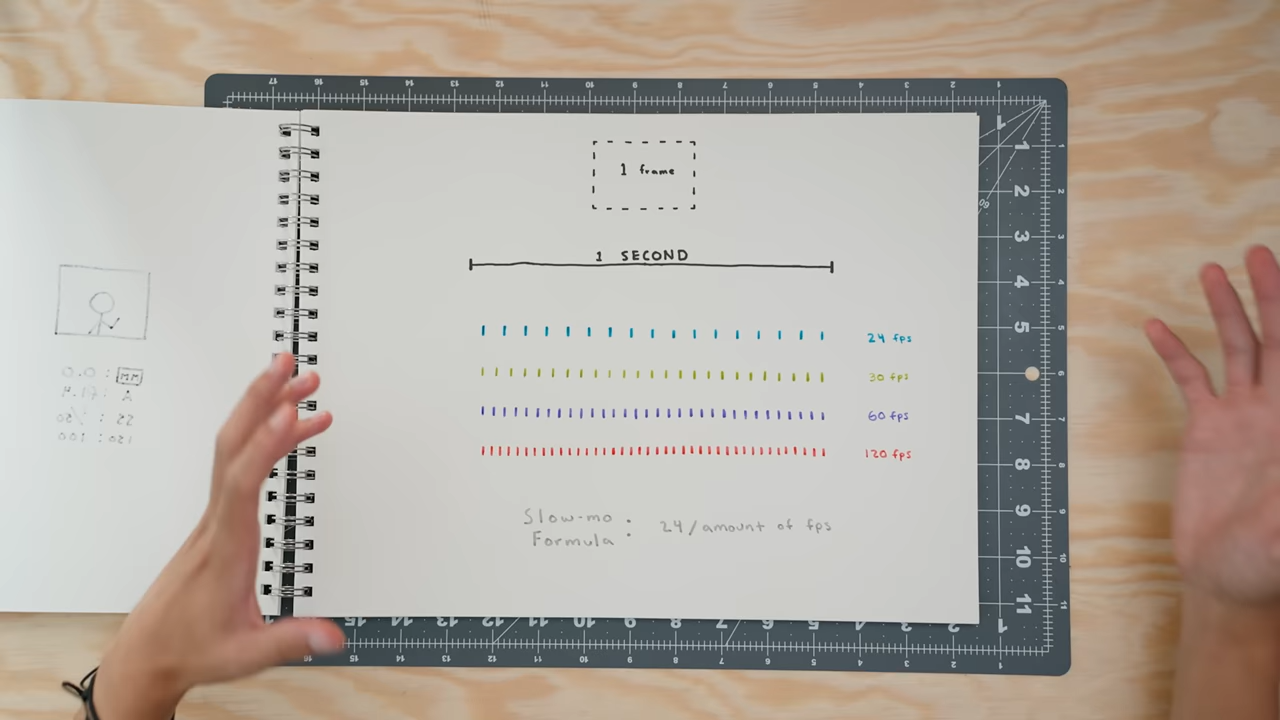 1 frame
1 SECOND
24 fps
30 fps
60 fps
120 fps
Slow-mo Formula : 24/amount of fps